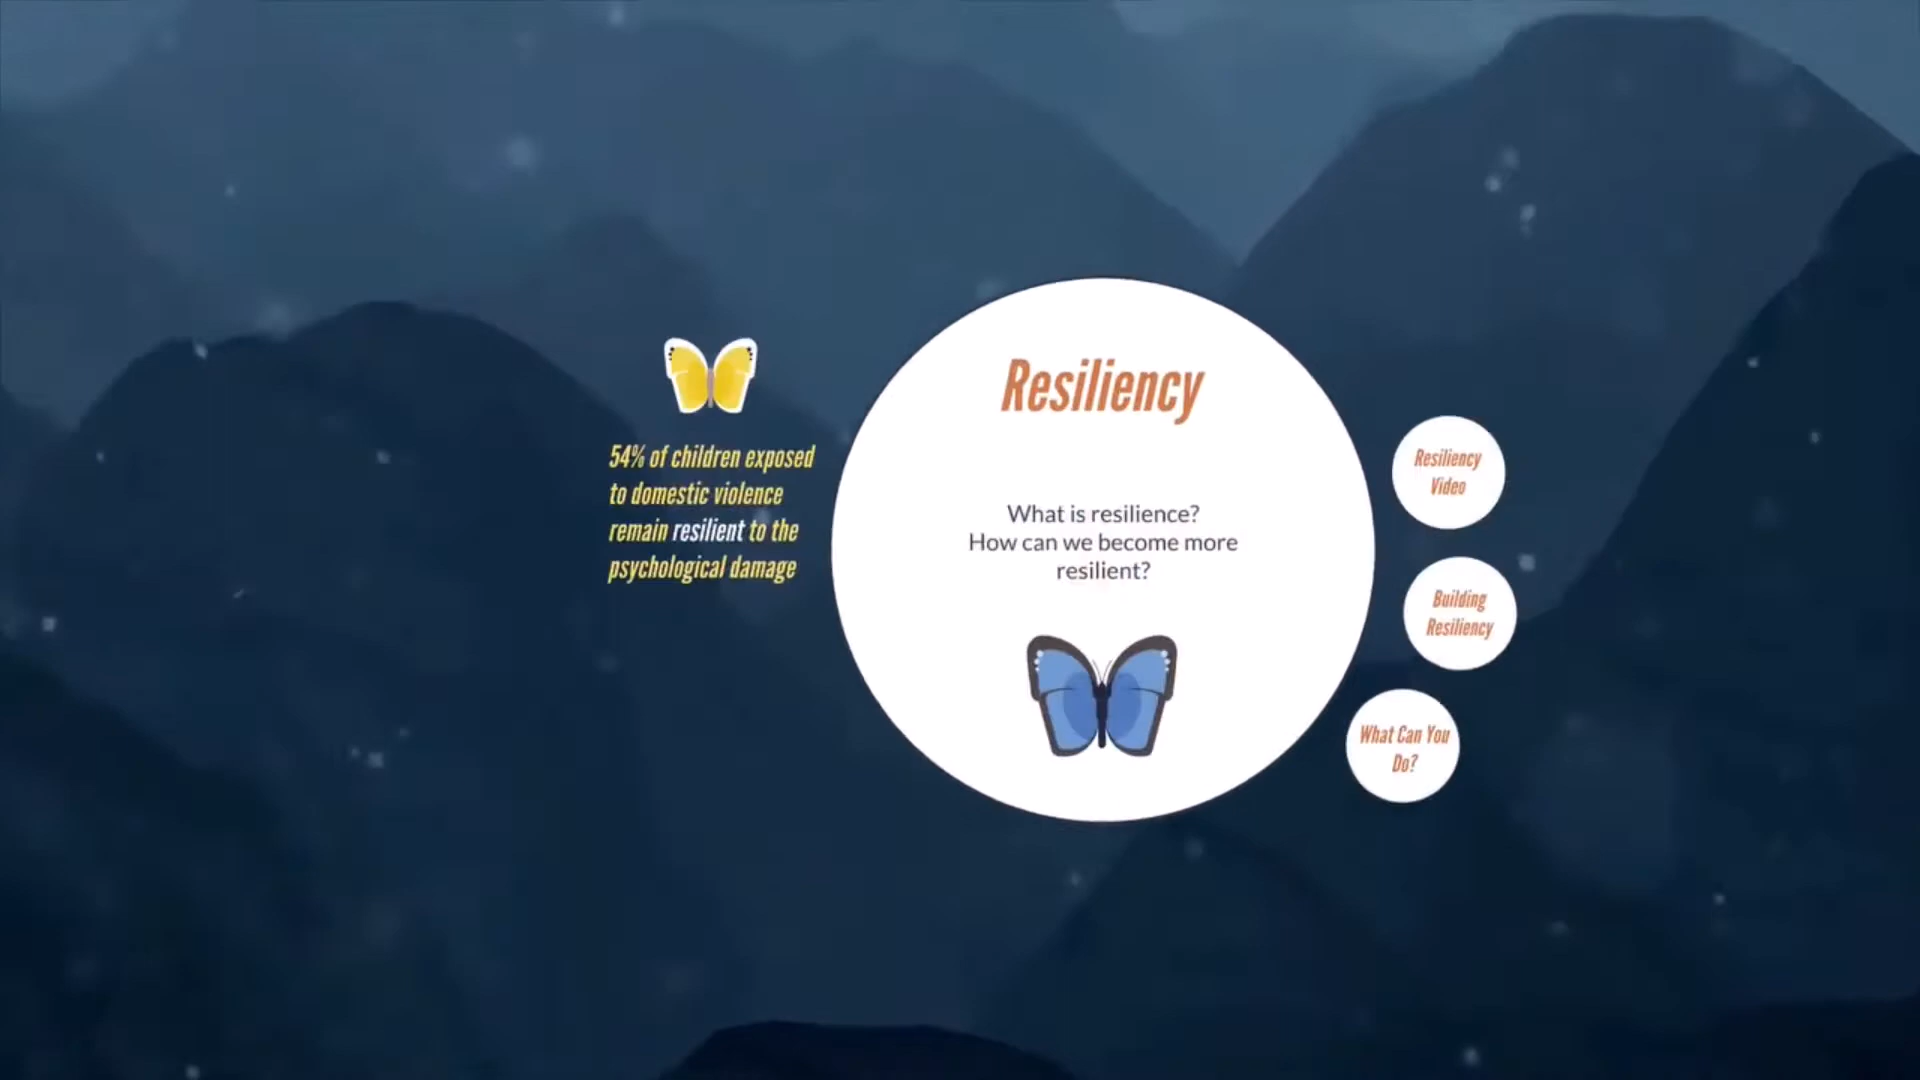 54% of children exposed
to domestic violence
remain resilient to the
psychological damage
Resiliency
What is resilience?
How can we become more
resilient?
Resiliency
Video
Building
Resiliency
What Can You
Do?